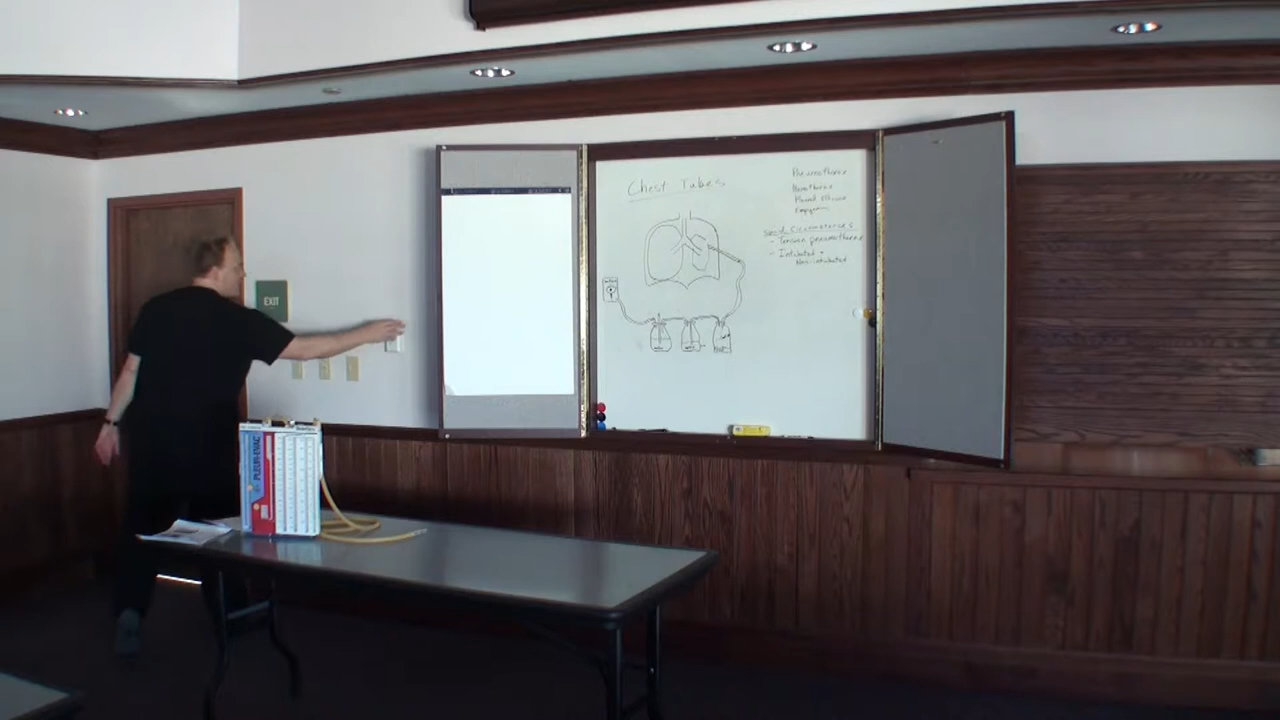 EXIT
Chest Tubes
Pneumothorax
Hemothorax
Pleural Effusion
Empyema
Special Circumstances
- Tension pneumothorax
- Intubated +
Non-intubated
PLEUR-EVAC